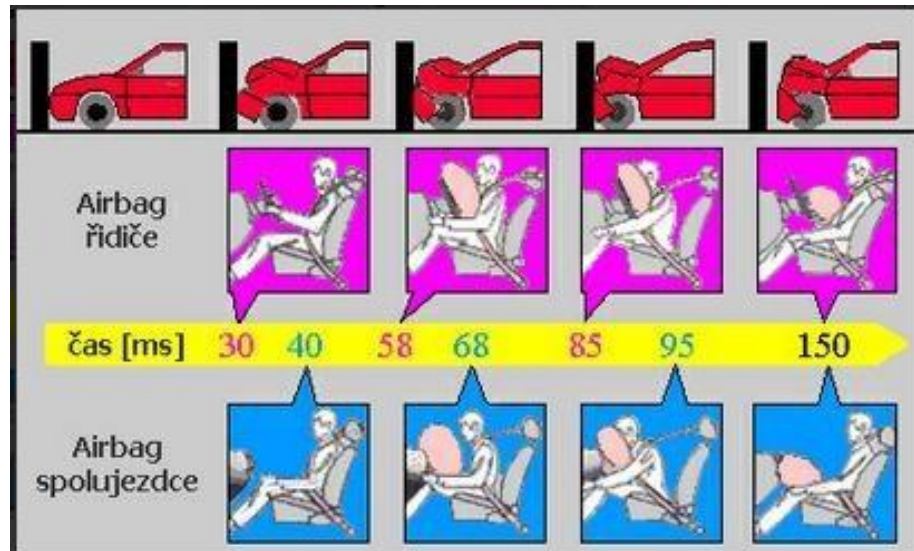 Airbag
řidiče
čas [ms] 30 40 58 68 85 95 150
Airbag
spolujezdce